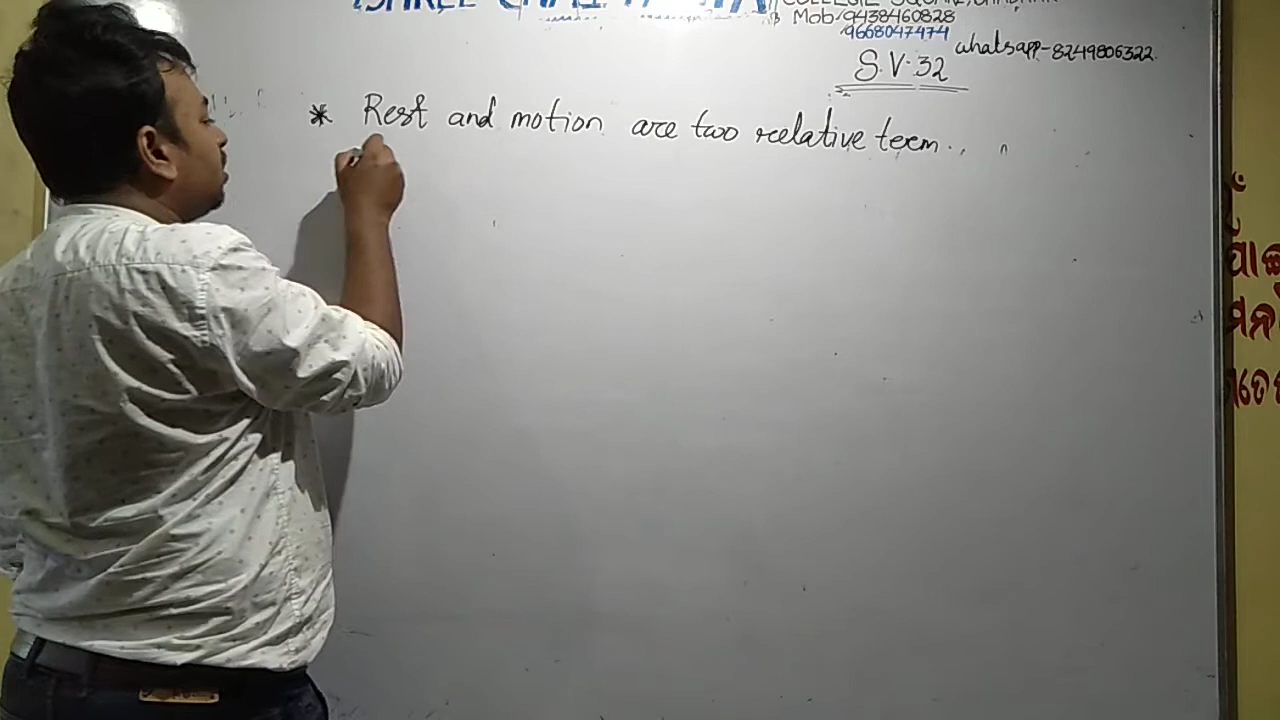 Mob-9438460828
9668047474
whatsapp-8249806322
S.V.32
* Rest and motion are two relative term.